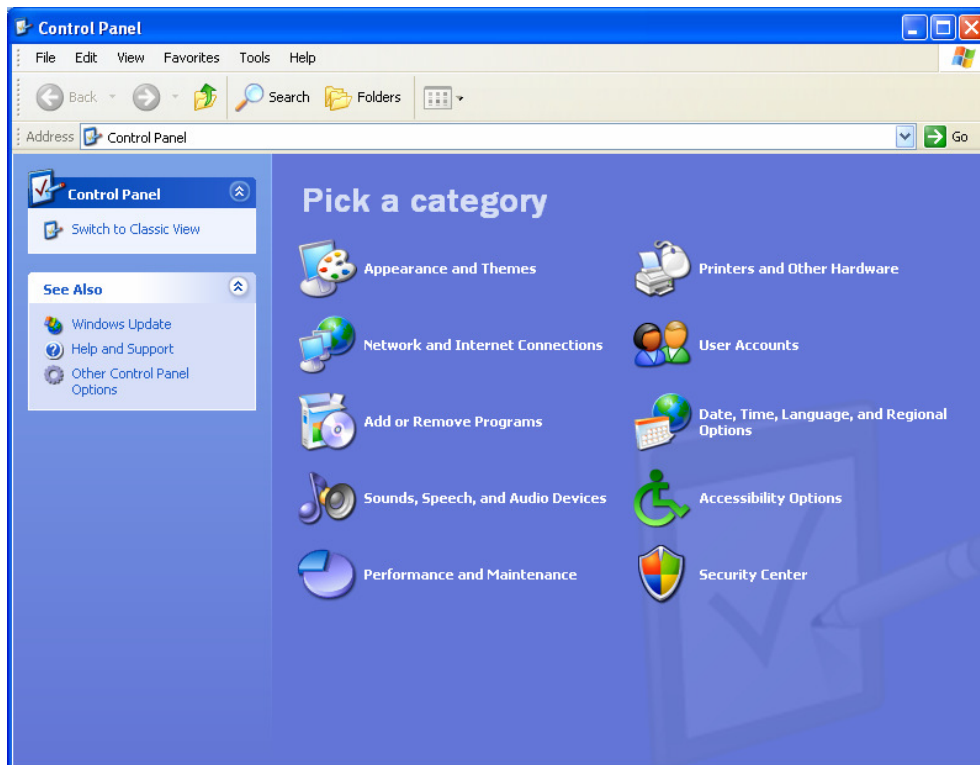 Control Panel
File Edit View Favorites Tools Help
Back Search Folders
Address Control Panel Go
Control Panel
Switch to Classic View
See Also
Windows Update
Help and Support
Other Control Panel
Options
Pick a category
Appearance and Themes
Printers and Other Hardware
Network and Internet Connections
User Accounts
Add or Remove Programs
Date, Time, Language, and Regional
Options
Sounds, Speech, and Audio Devices
Accessibility Options
Performance and Maintenance
Security Center